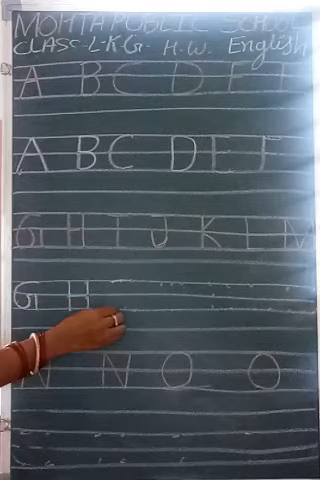 MOHTA PUBLIC SCHOOL
CLASS-L·K·G- H.W. English
A B C D E F
A B C D E F
G H I J K L M
G H
N N O O